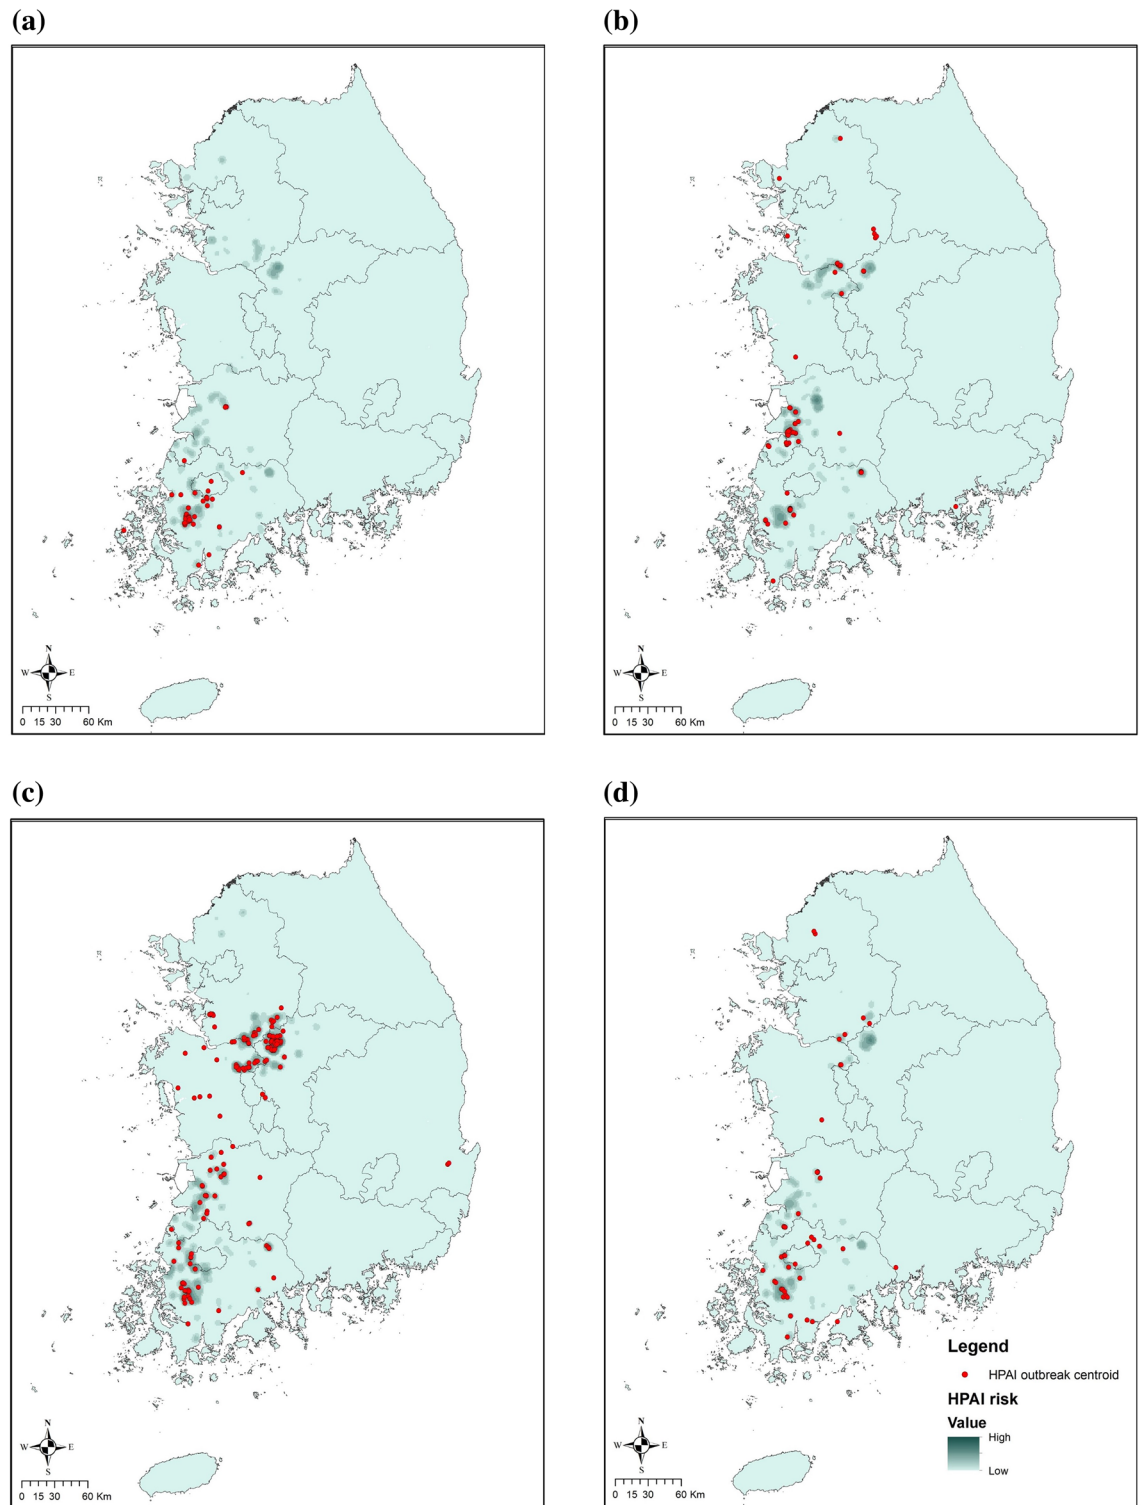 (a)
(b)
N
W E
S
0 15 30 60 Km
N
W E
S
0 15 30 60 Km
(c)
(d)
N
W E
S
0 15 30 60 Km
N
W E
S
0 15 30 60 Km
Legend
HPAI outbreak centroid
HPAI risk
Value
High
Low